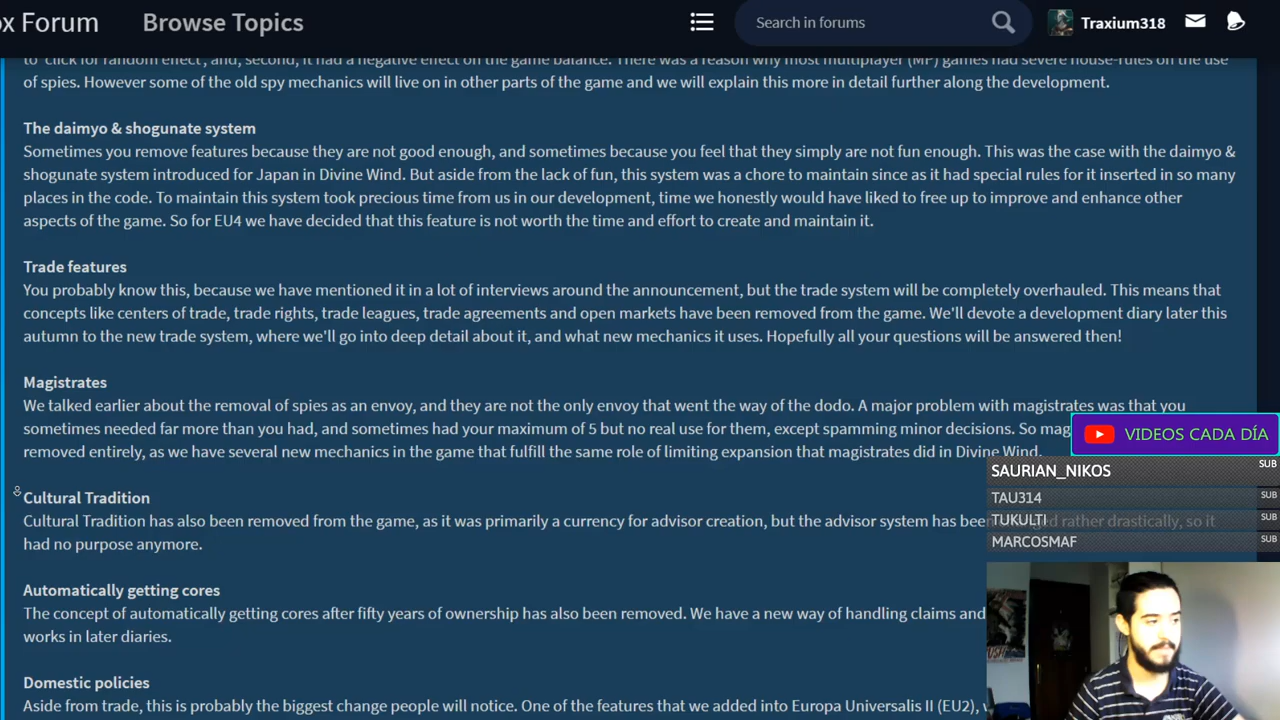 ox Forum
Browse Topics
Search in forums
Traxium318
to 'click for random effect', and, second, it had a negative effect on the game balance. There was a reason why most multiplayer (MP) games had severe house-rules on the use
of spies. However some of the old spy mechanics will live on in other parts of the game and we will explain this more in detail further along the development.
The daimyo & shogunate system
Sometimes you remove features because they are not good enough, and sometimes because you feel that they simply are not fun enough. This was the case with the daimyo &
shogunate system introduced for Japan in Divine Wind. But aside from the lack of fun, this system was a chore to maintain since as it had special rules for it inserted in so many
places in the code. To maintain this system took precious time from us in our development, time we honestly would have liked to free up to improve and enhance other
aspects of the game. So for EU4 we have decided that this feature is not worth the time and effort to create and maintain it.
Trade features
You probably know this, because we have mentioned it in a lot of interviews around the announcement, but the trade system will be completely overhauled. This means that
concepts like centers of trade, trade rights, trade leagues, trade agreements and open markets have been removed from the game. We'll devote a development diary later this
autumn to the new trade system, where we'll go into deep detail about it, and what new mechanics it uses. Hopefully all your questions will be answered then!
Magistrates
We talked earlier about the removal of spies as an envoy, and they are not the only envoy that went the way of the dodo. A major problem with magistrates was that you
sometimes needed far more than you had, and sometimes had your maximum of 5 but no real use for them, except spamming minor decisions. So mag
removed entirely, as we have several new mechanics in the game that fulfill the same role of limiting expansion that magistrates did in Divine Wind.
VIDEOS CADA DÍA
SAURIAN_NIKOS SUB
TAU314 SUB
TUKULTI SUB
MARCOSMAF SUB
Cultural Tradition
Cultural Tradition has also been removed from the game, as it was primarily a currency for advisor creation, but the advisor system has been changed rather drastically, so it
had no purpose anymore.
Automatically getting cores
The concept of automatically getting cores after fifty years of ownership has also been removed. We have a new way of handling claims and
works in later diaries.
Domestic policies
Aside from trade, this is probably the biggest change people will notice. One of the features that we added into Europa Universalis II (EU2),